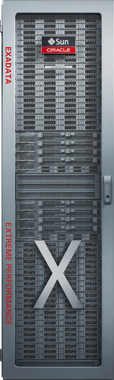 Sun
ORACLE
EXADATA
EXTREME PERFORMANCE
X